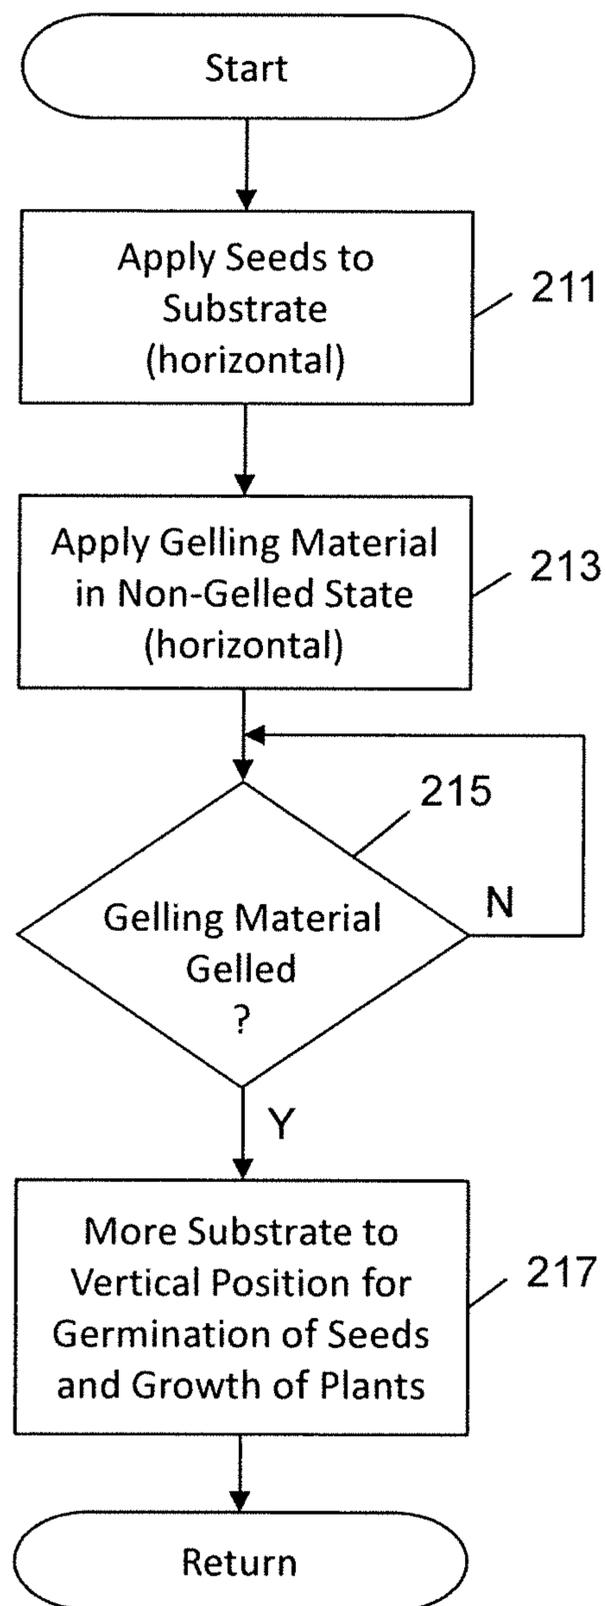 Start
Apply Seeds to
Substrate
(horizontal)
211
Apply Gelling Material
in Non-Gelled State
(horizontal)
213
215
Gelling Material
Gelled
?
N
Y
More Substrate to
Vertical Position for
Germination of Seeds
and Growth of Plants
217
Return